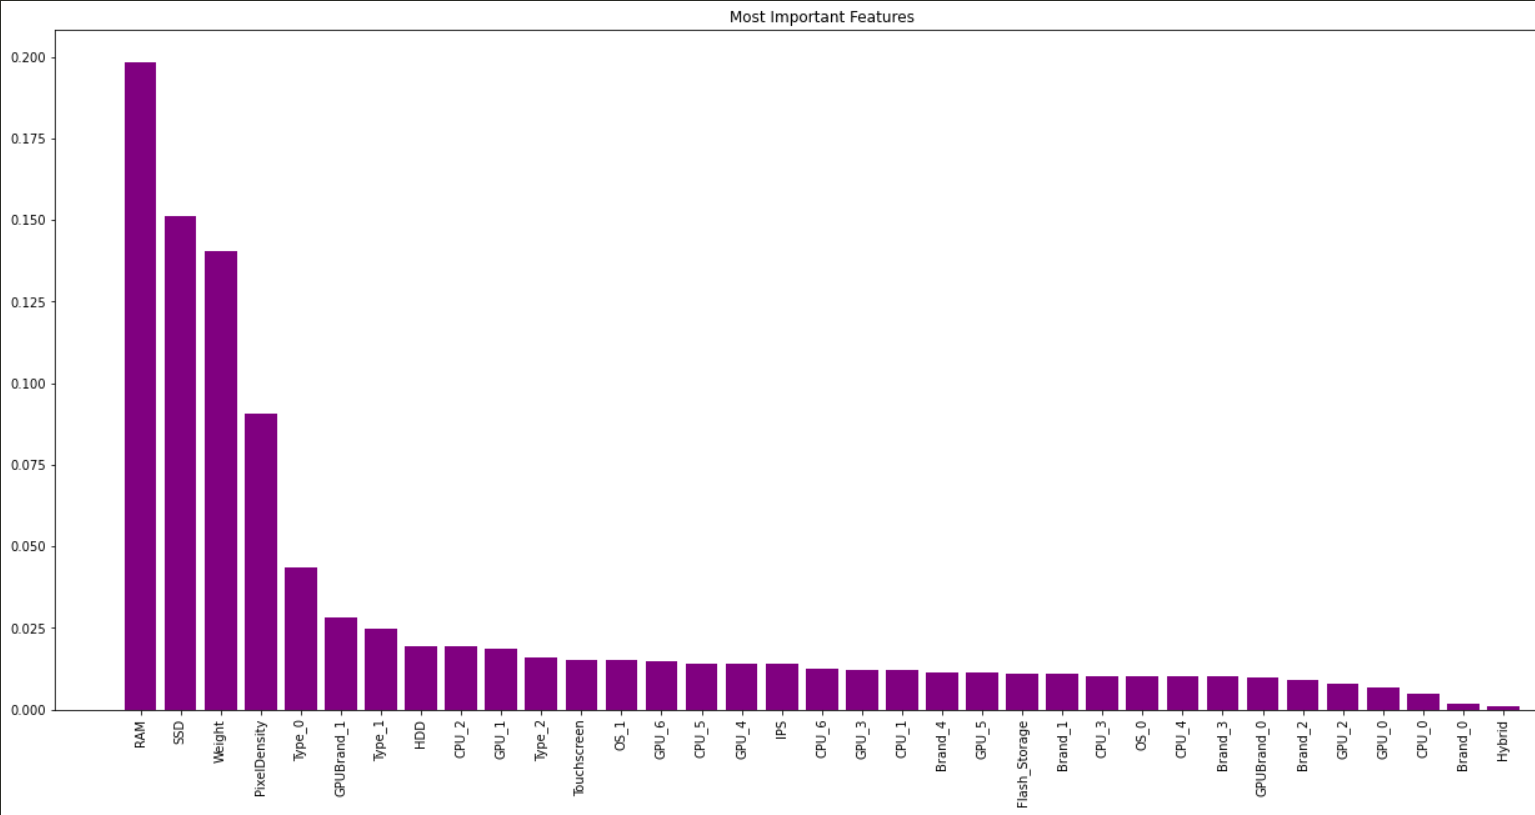 Most Important Features
0.200
0.175
0.150
0.125
0.100
0.075
0.050
0.025
0.000
RAM
SSD
Weight
PixelDensity
Type_0
GPUBrand_1
Type_1
HDD
CPU_2
GPU_1
Type_2
Touchscreen
OS_1
GPU_6
CPU_5
GPU_4
IPS
CPU_6
GPU_3
CPU_1
Brand_4
GPU_5
Flash_Storage
Brand_1
CPU_3
OS_0
CPU_4
Brand_3
GPUBrand_0
Brand_2
GPU_2
GPU_0
CPU_0
Brand_0
Hybrid